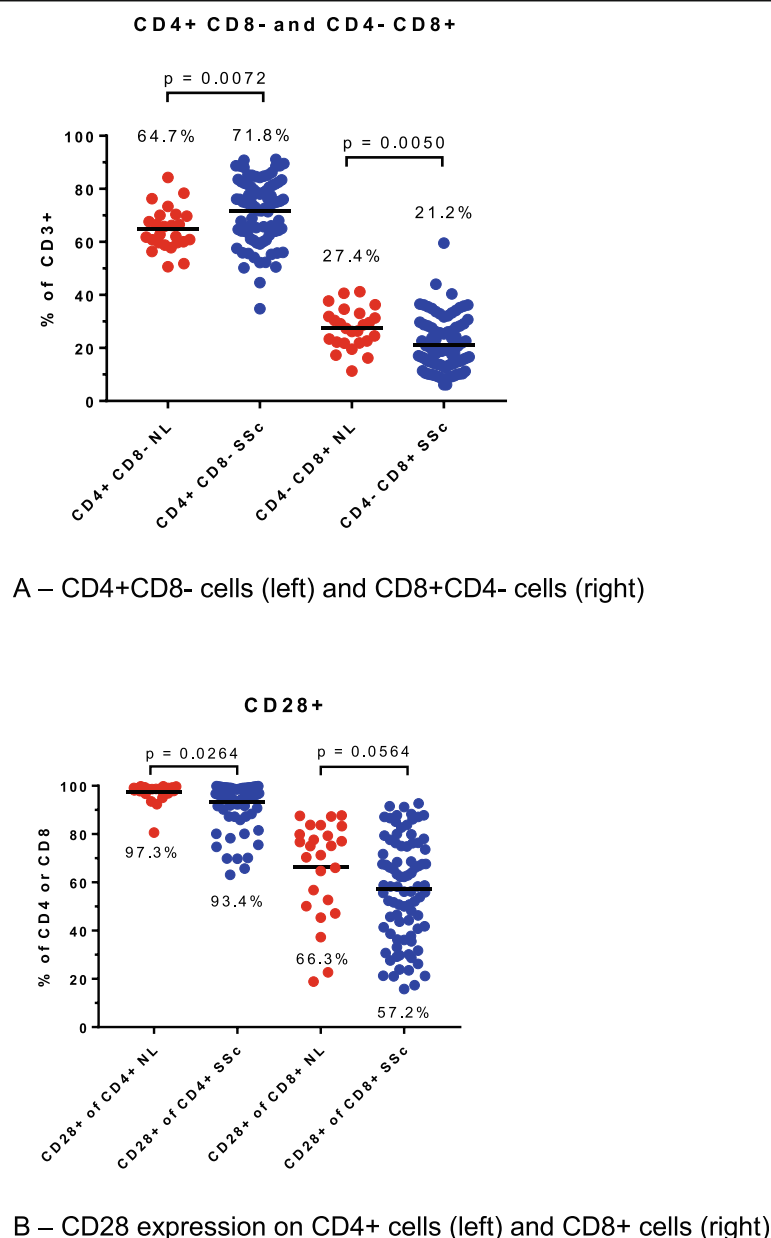 CD4+ CD8- and CD4- CD8+
p = 0.0072
64.7% 71.8%
p = 0.0050
21.2%
27.4%
% of CD3+
100
80
60
40
20
0
CD4+ CD8- NL
CD4+ CD8- SSc
CD4- CD8+ NL
CD4- CD8+ SSc
A – CD4+CD8- cells (left) and CD8+CD4- cells (right)
CD28+
p = 0.0264
p = 0.0564
% of CD4 or CD8
100
80
60
40
20
0
97.3%
93.4%
66.3%
57.2%
CD28+ of CD4+ NL
CD28+ of CD4+ SSc
CD28+ of CD8+ NL
CD28+ of CD8+ SSc
B – CD28 expression on CD4+ cells (left) and CD8+ cells (right)